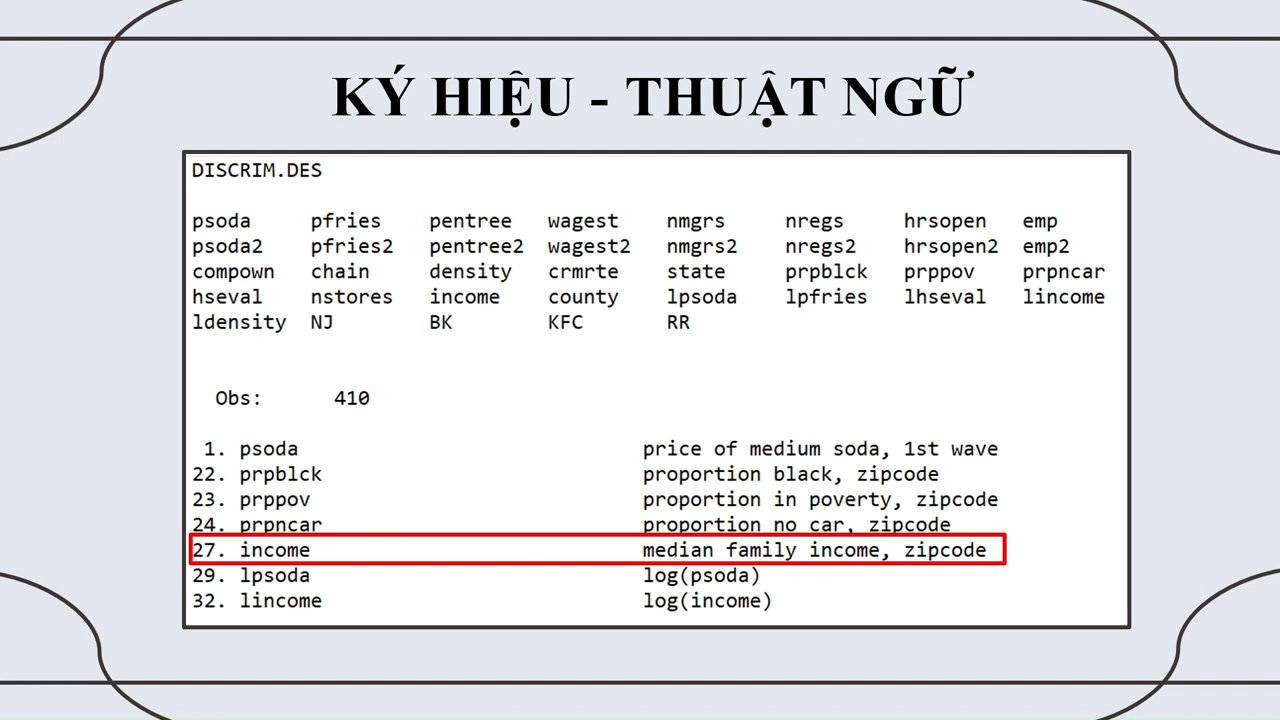 KÝ HIỆU - THUẬT NGỮ
DISCRIM.DES
psoda pfries pentree wagest nmgrs nregs hrsopen emp
psoda2 pfries2 pentree2 wagest2 nmgrs2 nregs2 hrsopen2 emp2
compown chain density crmrte state prpblck prppov prpncar
hseval nstores income county lpsoda lpfries lhseval lincome
ldensity NJ BK KFC RR
Obs: 410
1. psoda price of medium soda, 1st wave
22. prpblck proportion black, zipcode
23. prppov proportion in poverty, zipcode
24. prpncar proportion no car, zipcode
27. income median family income, zipcode
29. lpsoda log(psoda)
32. lincome log(income)